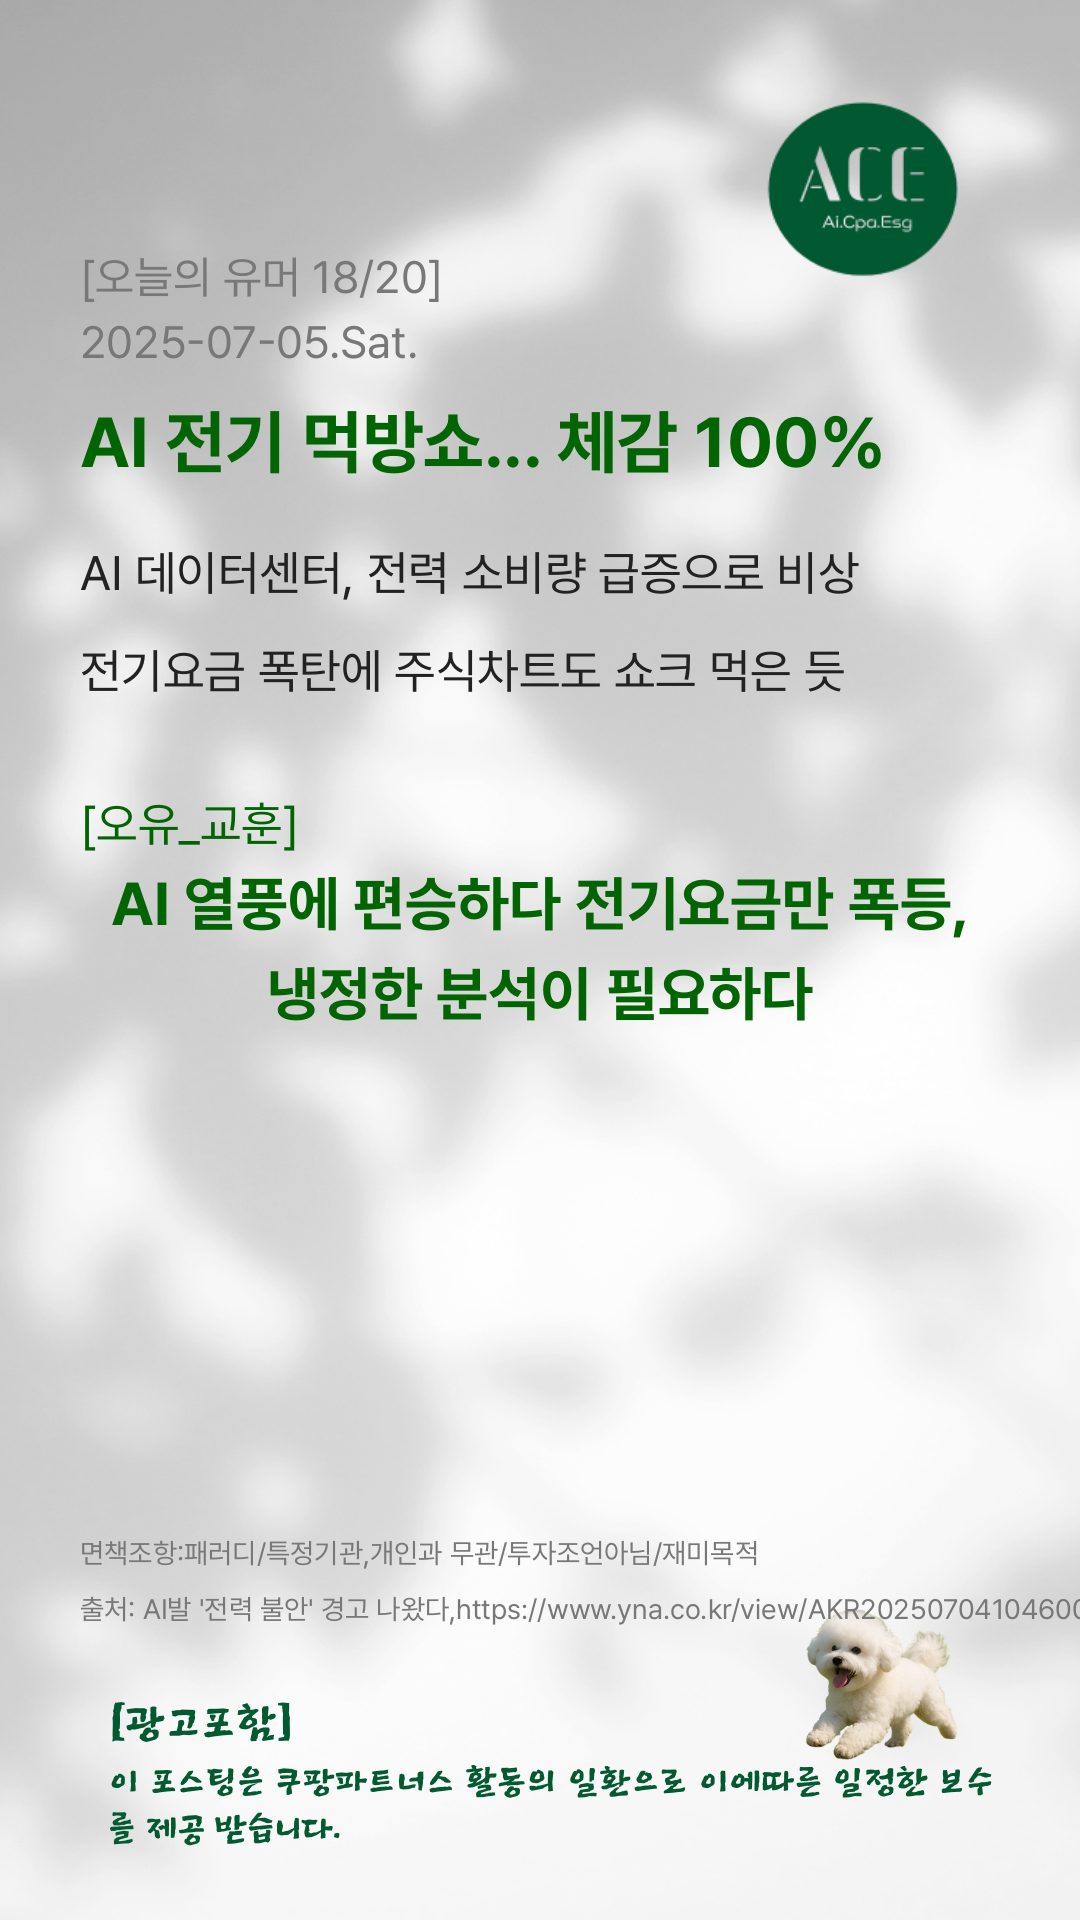 ACE
Ai.Cpa.Esg
[오늘의 유머 18/20]
2025-07-05.Sat.
AI 전기 먹방쇼... 체감 100%
AI 데이터센터, 전력 소비량 급증으로 비상
전기요금 폭탄에 주식차트도 쇼크 먹은 듯
[오유_교훈]
AI 열풍에 편승하다 전기요금만 폭등,
냉정한 분석이 필요하다
면책조항:패러디/특정기관,개인과 무관/투자조언아님/재미목적
출처: AI발 '전력 불안' 경고 나왔다,https://www.yna.co.kr/view/AKR20250704104600
[광고포함]
이 포스팅은 쿠팡파트너스 활동의 일환으로 이에따른 일정한 보수
를 제공 받습니다.